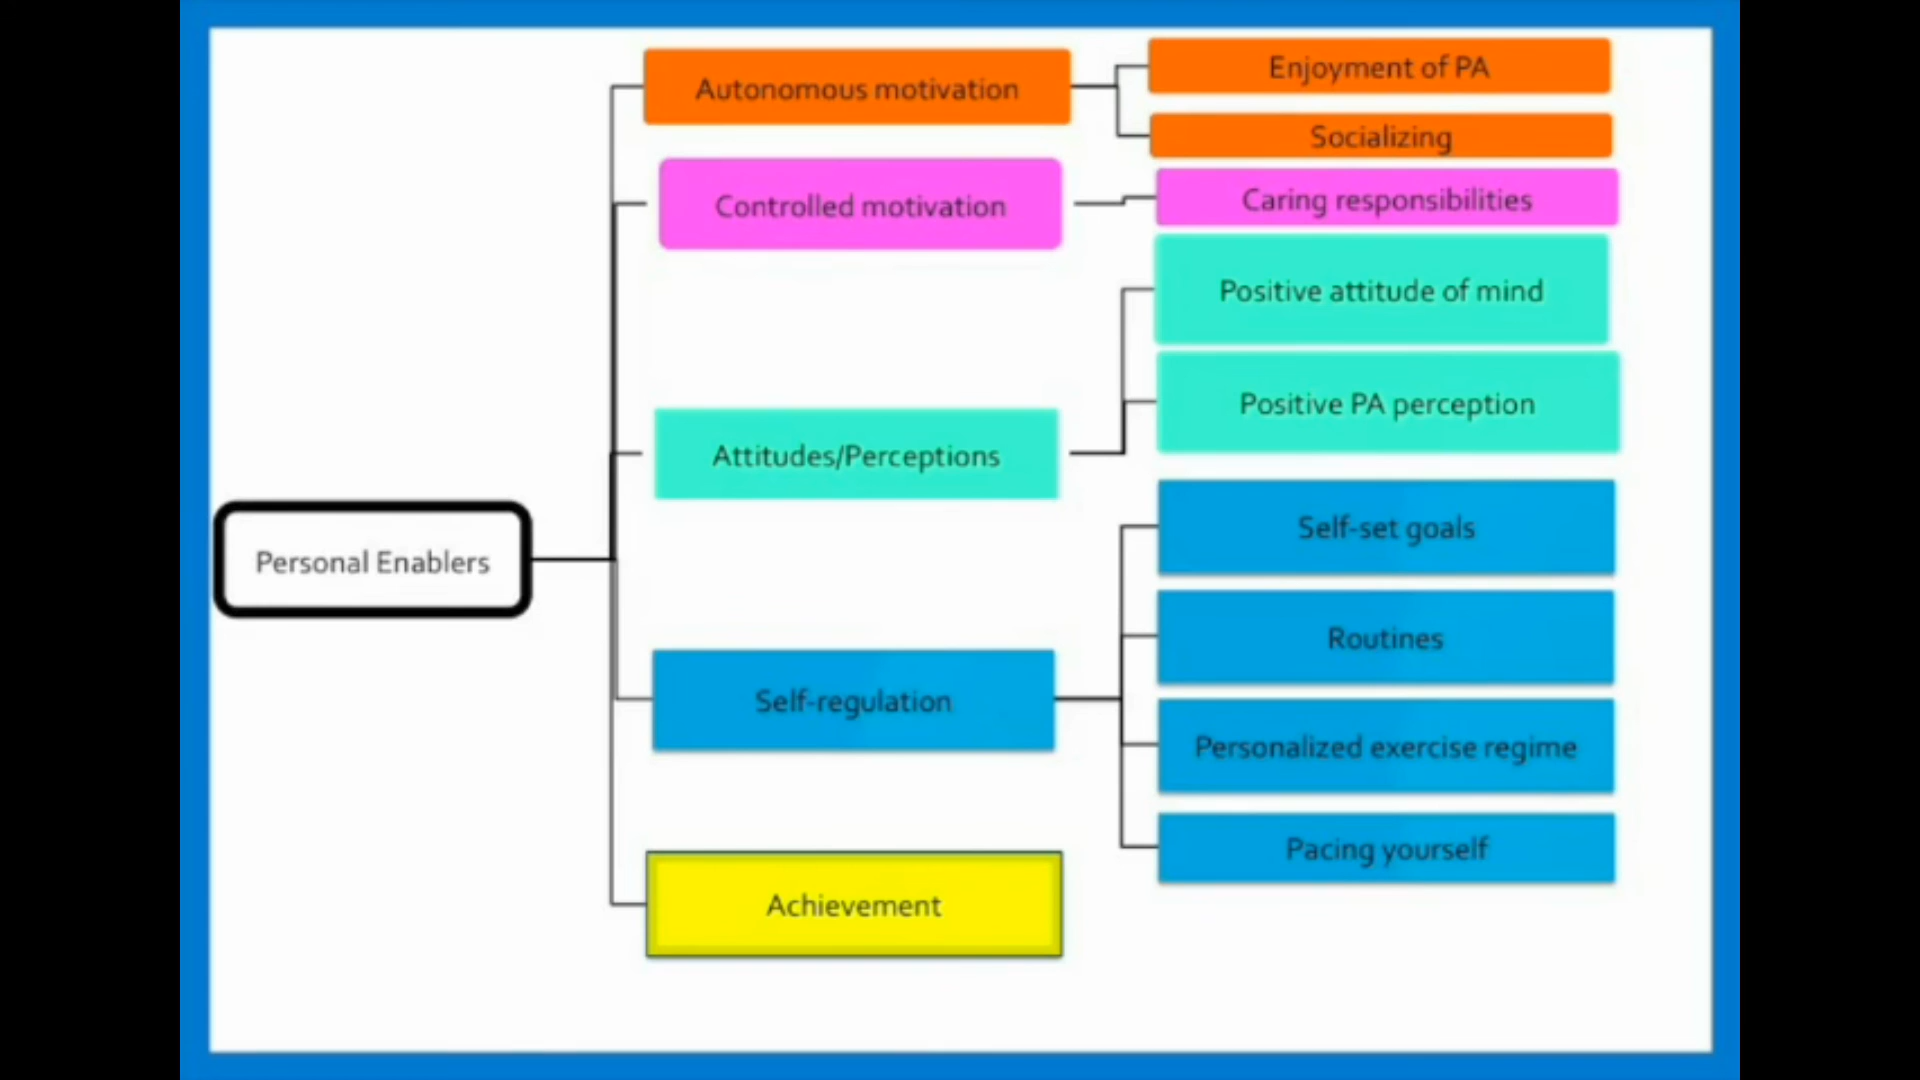 Personal Enablers
Autonomous motivation
Enjoyment of PA
Socializing
Controlled motivation
Caring responsibilities
Attitudes/Perceptions
Positive attitude of mind
Positive PA perception
Self-regulation
Self-set goals
Routines
Personalized exercise regime
Pacing yourself
Achievement